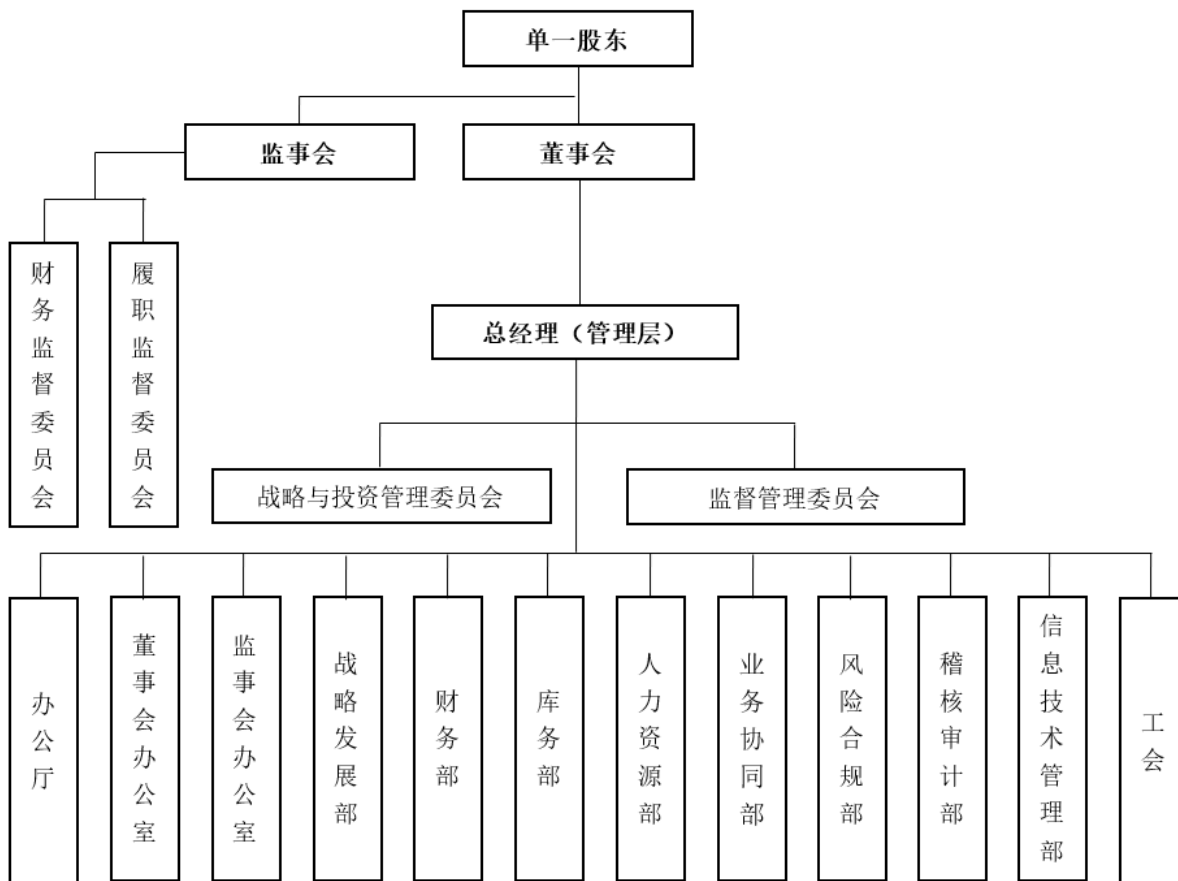 单一股东
监事会
董事会
财务监督委员会
履职监督委员会
总经理（管理层）
战略与投资管理委员会
监督管理委员会
办公厅
董事会办公室
监事会办公室
战略发展部
财务部
库务部
人力资源部
业务协同部
风险合规部
稽核审计部
信息技术管理部
工会